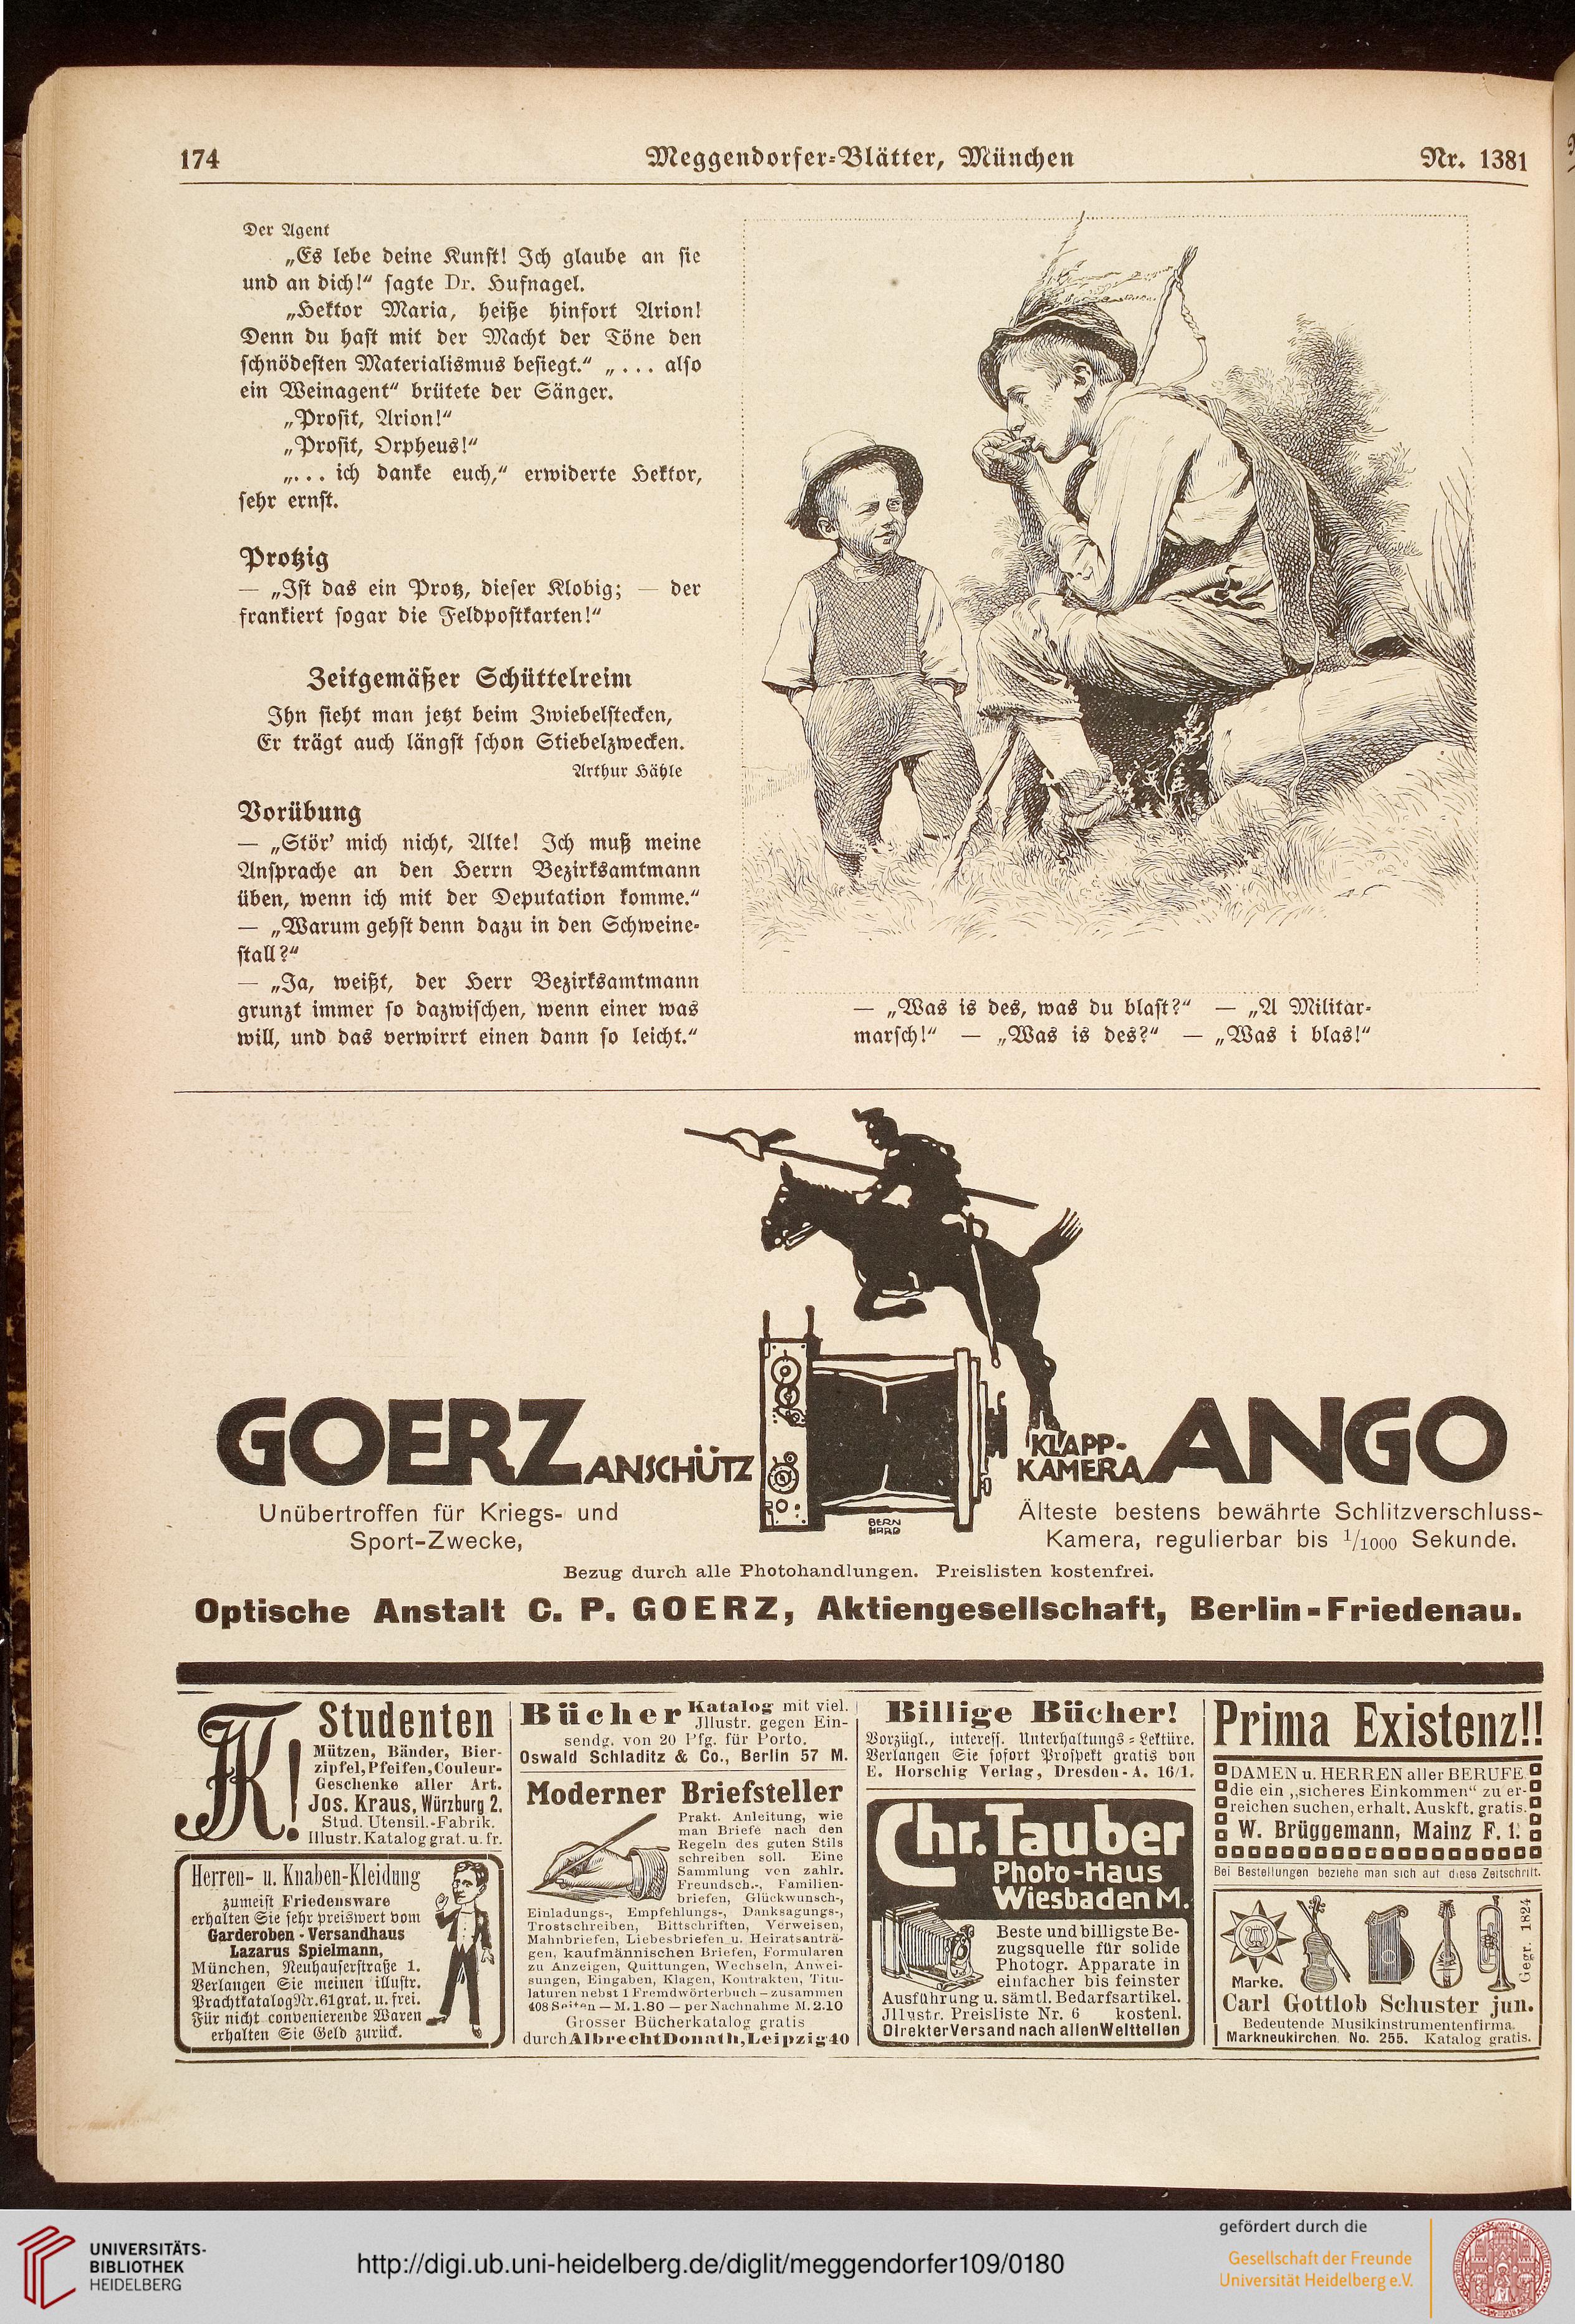 174
Meggendorfer-Blätter, München
Nr. 1381
Der Agent
„Es lebe deine Kunst! Ich glaube an sie
und an dich!“ sagte Dr. Hufnagel.
„Hektor Maria, heiße hinfort Arion!
Denn du hast mit der Macht der Töne den
schnödesten Materialismus besiegt.“ „... also
ein Weinagent“ brütete der Sänger.
„Prosit, Arion!“
„Prosit, Orpheus!“
„... ich danke euch,“ erwiderte Hektor,
sehr ernst.
Protzig
— „Ist das ein Protz, dieser Klobig; — der
frankiert sogar die Feldpostkarten!“
Zeitgemäßer Schüttelreim
Ihn sieht man jetzt beim Zwiebelstecken,
Er trägt auch längst schon Stiebelzwecken.
Arthur Hähle
Vorübung
— „Stör' mich nicht, Alte! Ich muß meine
Ansprache an den Herrn Bezirksamtmann
üben, wenn ich mit der Deputation komme.“
— „Warum gehst denn dazu in den Schweine-
stall?“
— „Ja, weißt, der Herr Bezirksamtmann
grunzt immer so dazwischen, wenn einer was
will, und das verwirrt einen dann so leicht.“
— „Was is des, was du blast?“ — „A Militär-
marsch!“ — „Was is des?“ — „Was i blas!“
GOERZ ANSCHÜTZ
KLAPP-
KAMERA ANGO
BERN
HARD
Unübertroffen für Kriegs- und
Sport-Zwecke,
Älteste bestens bewährte Schlitzverschluss-
Kamera, regulierbar bis 1/1000 Sekunde.
Bezug durch alle Photohandlungen. Preislisten kostenfrei.
Optische Anstalt C. P. GOERZ, Aktiengesellschaft, Berlin-Friedenau.
JK!
Studenten
Mützen, Bänder, Bier-
zipfel, Pfeifen, Couleur-
Geschenke aller Art.
Jos. Kraus, Würzburg 2.
Stud. Utensil.-Fabrik.
Illustr. Katalog grat. u. fr.
Herren- u. Knaben-Kleidung
zumeist Friedensware
erhalten Sie sehr preiswert vom
Garderoben-Versandhaus
Lazarus Spielmann,
München, Neuhauserstraße 1.
Verlangen Sie meinen illustr.
Prachtkatalog Nr. 61 grat. u. frei.
Für nicht convenierende Waren
erhalten Sie Geld zurück.
Bücher Katalog mit viel.
Jllustr. gegen Ein-
sendg. von 20 Pfg. für Porto.
Oswald Schladitz & Co., Berlin 57 M.
Moderner Briefsteller
Prakt. Anleitung, wie
man Briefe nach den
Regeln des guten Stils
schreiben soll. Eine
Sammlung von zahlr.
Freundsch.-, Familien-
briefen, Glückwunsch-,
Einladungs-, Empfehlungs-, Danksagungs-,
Trostschreiben, Bittschriften, Verweisen,
Mahnbriefen, Liebesbriefen u. Heiratsanträ-
gen, kaufmännischen Briefen, Formularen
zu Anzeigen, Quittungen, Wechseln, Anwei-
sungen, Eingaben, Klagen, Kontrakten, Titu-
laturen nebst 1 Fremdwörterbuch — zusammen
408 Seiten — M. 1.80 — per Nachnahme M. 2.10
Grosser Bücherkatalog gratis
durch Albrecht Donath, Leipzig 40
Billige Bücher!
Vorzügl., interess. Unterhaltungs-Lektüre.
Verlangen Sie sofort Prospekt gratis von
E. Horschig Verlag, Dresden-A. 16/1.
Chr. Tauber
Photo-Haus
Wiesbaden M.
Beste und billigste Be-
zugsquelle für solide
Photogr. Apparate in
einfacher bis feinster
Ausführung u. sämtl. Bedarfsartikel.
Jllustr. Preisliste Nr. 6 kostenl.
Direkter Versand nach allen Weltteilen
Prima Existenz!!
DAMEN u. HERREN aller BERUFE
die ein „sicheres Einkommen“ zu er-
reichen suchen, erhalt. Auskft. gratis.
W. Brüggemann, Mainz F. 1.
Bei Bestellungen beziehe man sich auf diese Zeitschrift.
Marke.
Gegr. 1824
Carl Gottlob Schuster jun.
Bedeutende Musikinstrumentenfirma.
Markneukirchen. No. 255. Katalog gratis.
UNIVERSITÄTS-
BIBLIOTHEK
HEIDELBERG
http://digi.ub.uni-heidelberg.de/diglit/meggendorfer109/0180
gefördert durch die
Gesellschaft der Freunde
Universität Heidelberg e.V.